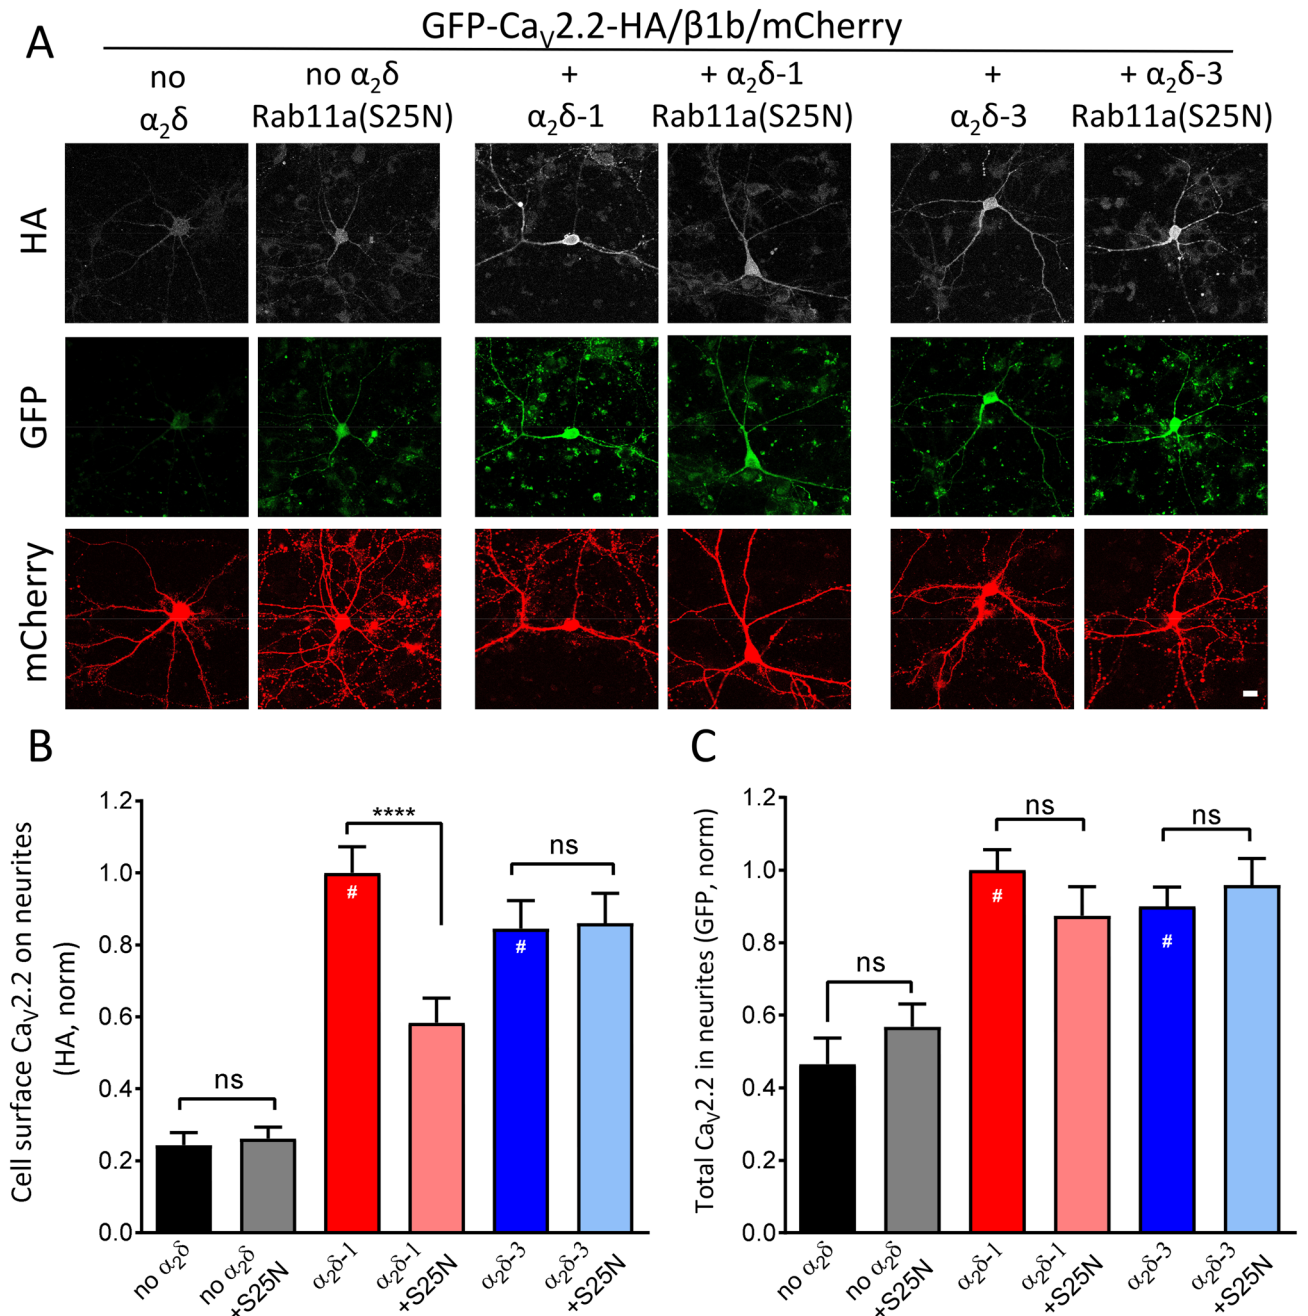 A
GFP-CaV2.2-HA/β1b/mCherry
no α2δ
no α2δ Rab11a(S25N)
+ α2δ-1
+ α2δ-1 Rab11a(S25N)
+ α2δ-3
+ α2δ-3 Rab11a(S25N)
HA
GFP
mCherry
B
Cell surface CaV2.2 on neurites
(HA, norm)
1.2
1.0
0.8
0.6
0.4
0.2
0.0
ns
****
ns
#
#
no α2δ
no α2δ +S25N
α2δ-1
α2δ-1 +S25N
α2δ-3
α2δ-3 +S25N
C
Total CaV2.2 in neurites (GFP, norm)
1.2
1.0
0.8
0.6
0.4
0.2
0.0
ns
ns
ns
#
#
no α2δ
no α2δ +S25N
α2δ-1
α2δ-1 +S25N
α2δ-3
α2δ-3 +S25N